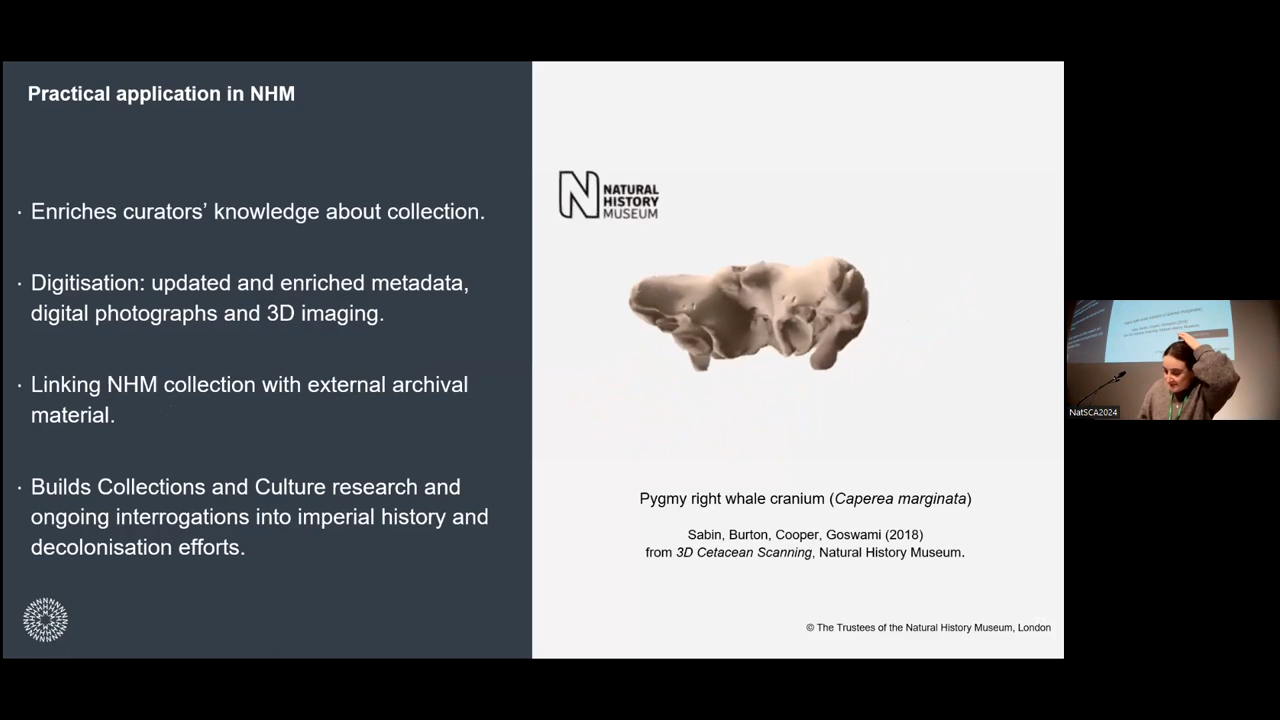 Practical application in NHM
· Enriches curators’ knowledge about collection.
· Digitisation: updated and enriched metadata,
digital photographs and 3D imaging.
· Linking NHM collection with external archival
material.
· Builds Collections and Culture research and
ongoing interrogations into imperial history and
decolonisation efforts.
N NATURAL
HISTORY
MUSEUM
Pygmy right whale cranium (Caperea marginata)
Sabin, Burton, Cooper, Goswami (2018)
from 3D Cetacean Scanning, Natural History Museum.
© The Trustees of the Natural History Museum, London
NatSCA2024